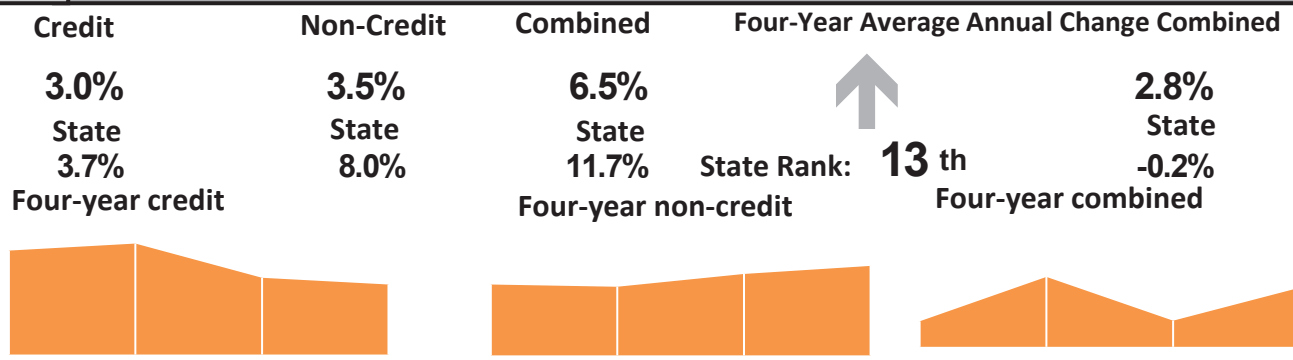 Credit Non-Credit Combined Four-Year Average Annual Change Combined
3.0% 3.5% 6.5% 2.8%
State State State State
3.7% 8.0% 11.7% State Rank: 13 th -0.2%
Four-year credit Four-year non-credit Four-year combined